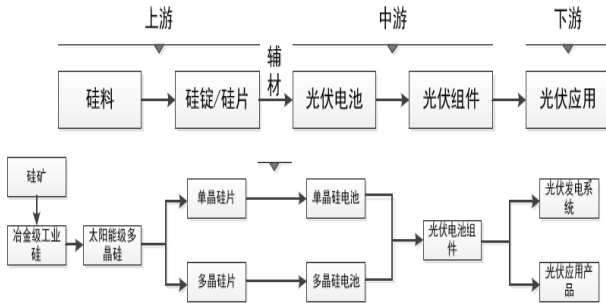 上游
中游
下游
辅
材
硅料
硅锭/硅片
光伏电池
光伏组件
光伏应用
硅矿
冶金级工业
硅
太阳能级多
晶硅
单晶硅片
单晶硅电池
多晶硅片
多晶硅电池
光伏电池组
件
光伏发电系
统
光伏应用产
品